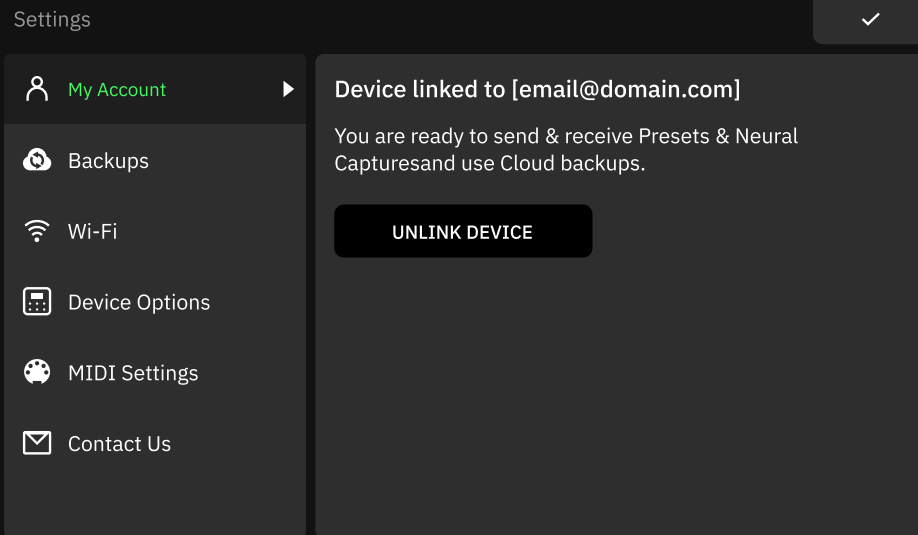 Settings
My Account
Backups
Wi-Fi
Device Options
MIDI Settings
Contact Us
Device linked to [email@domain.com]
You are ready to send & receive Presets & Neural
Capturesand use Cloud backups.
UNLINK DEVICE